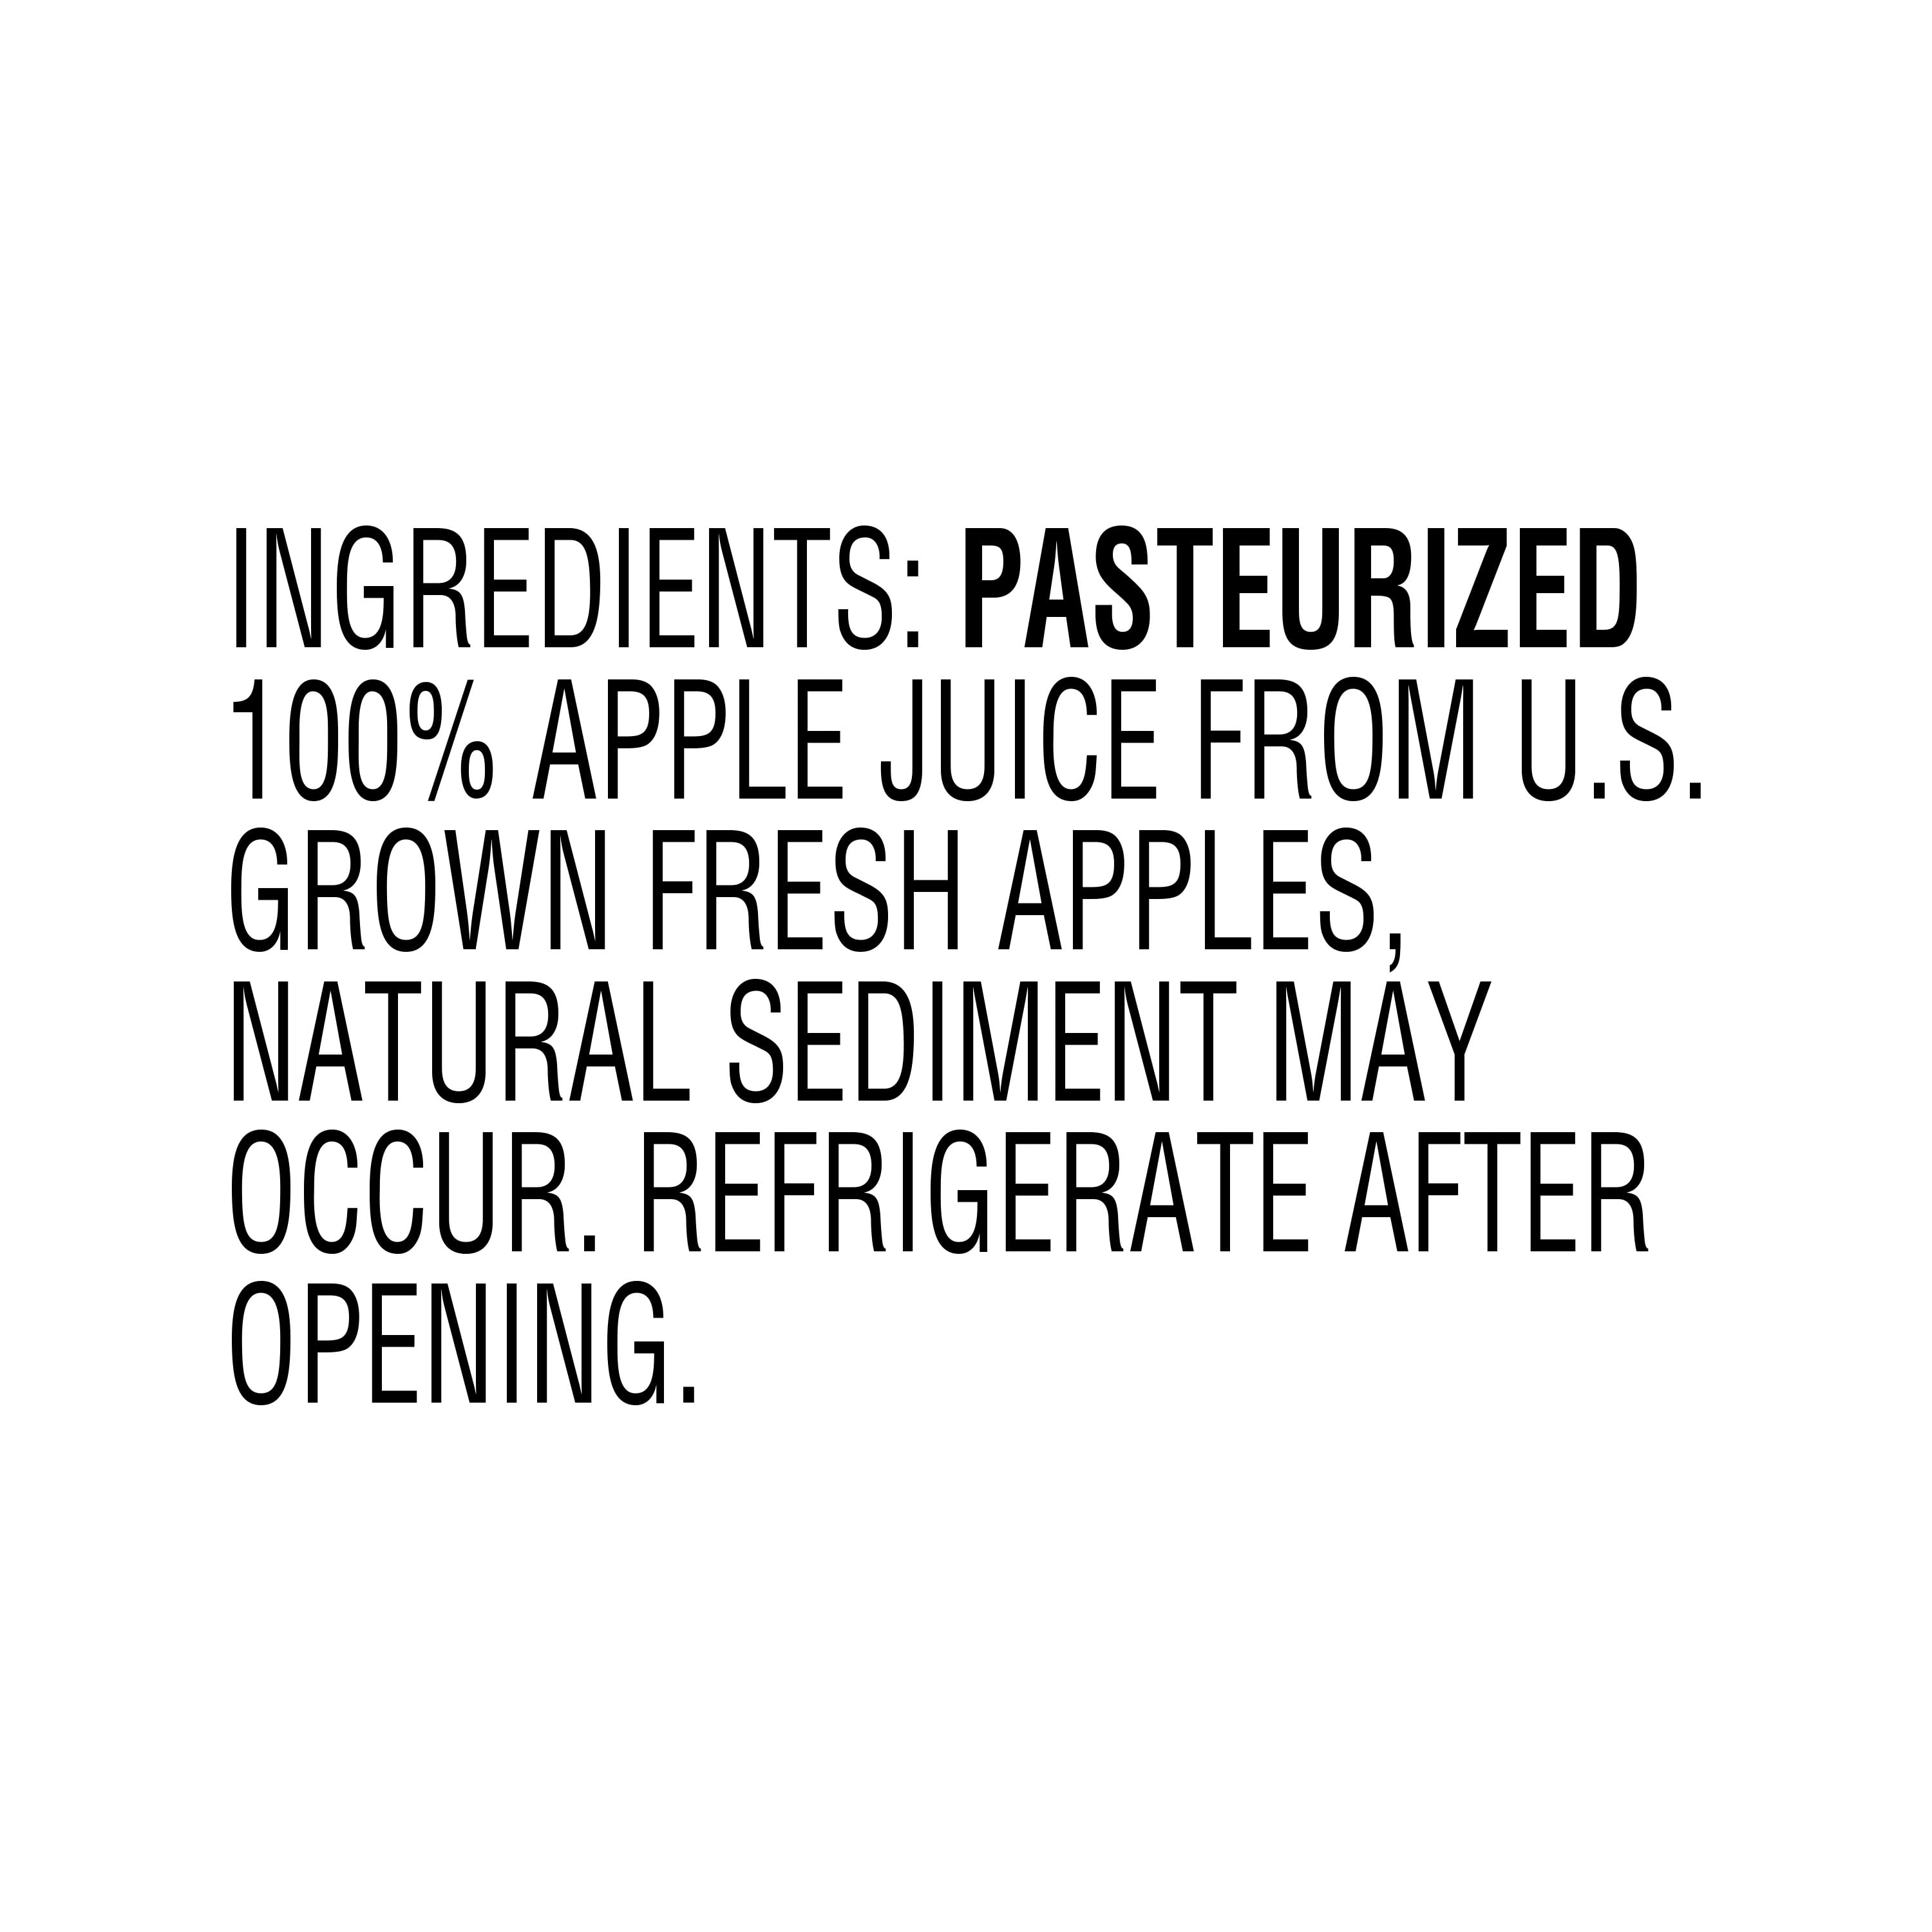 INGREDIENTS: PASTEURIZED
100% APPLE JUICE FROM U.S.
GROWN FRESH APPLES,
NATURAL SEDIMENT MAY
OCCUR. REFRIGERATE AFTER
OPENING.